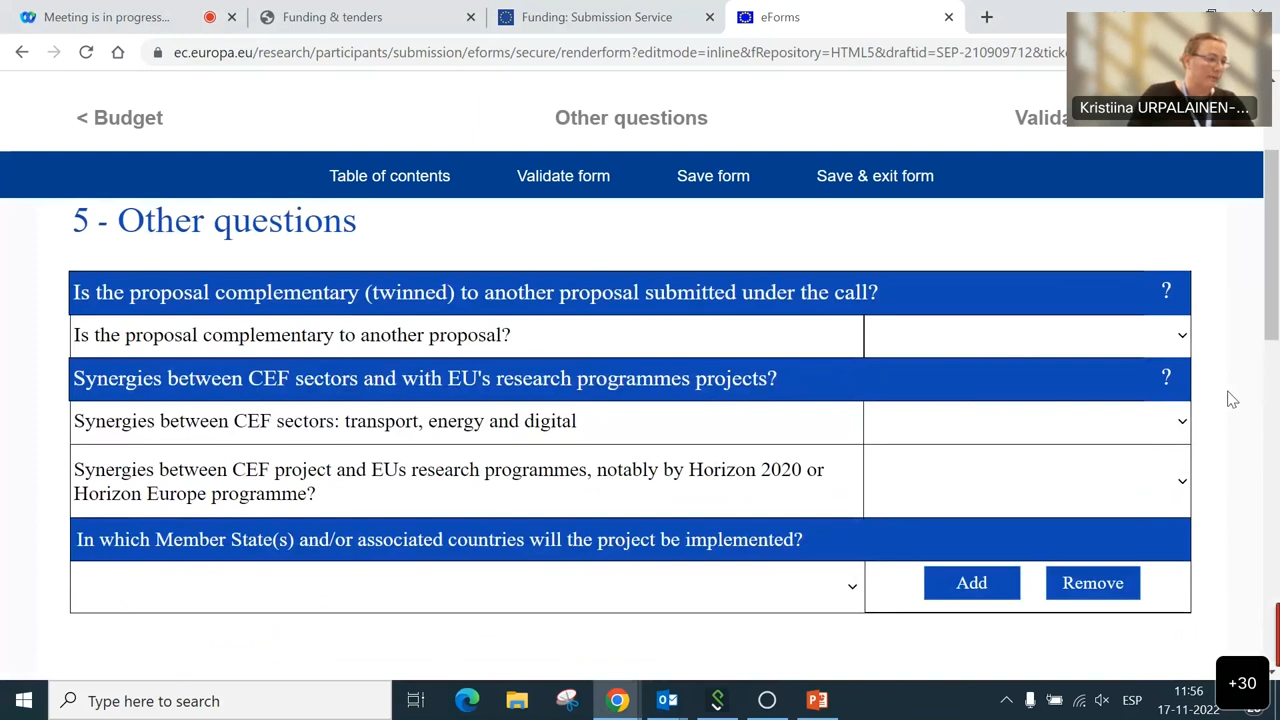 Meeting is in progress...
Funding & tenders
Funding: Submission Service
eForms
ec.europa.eu/research/participants/submission/eforms/secure/renderform?editmode=inline&fRepository=HTML5&draftid=SEP-210909712&ticke
Kristiina URPALAINEN-...
< Budget
Other questions
Valida
Table of contents
Validate form
Save form
Save & exit form
5 - Other questions
Is the proposal complementary (twinned) to another proposal submitted under the call?
?
Is the proposal complementary to another proposal?
Synergies between CEF sectors and with EU's research programmes projects?
?
Synergies between CEF sectors: transport, energy and digital
Synergies between CEF project and EUs research programmes, notably by Horizon 2020 or
Horizon Europe programme?
In which Member State(s) and/or associated countries will the project be implemented?
Add
Remove
+30
Type here to search
ESP
11:56
17-11-2022